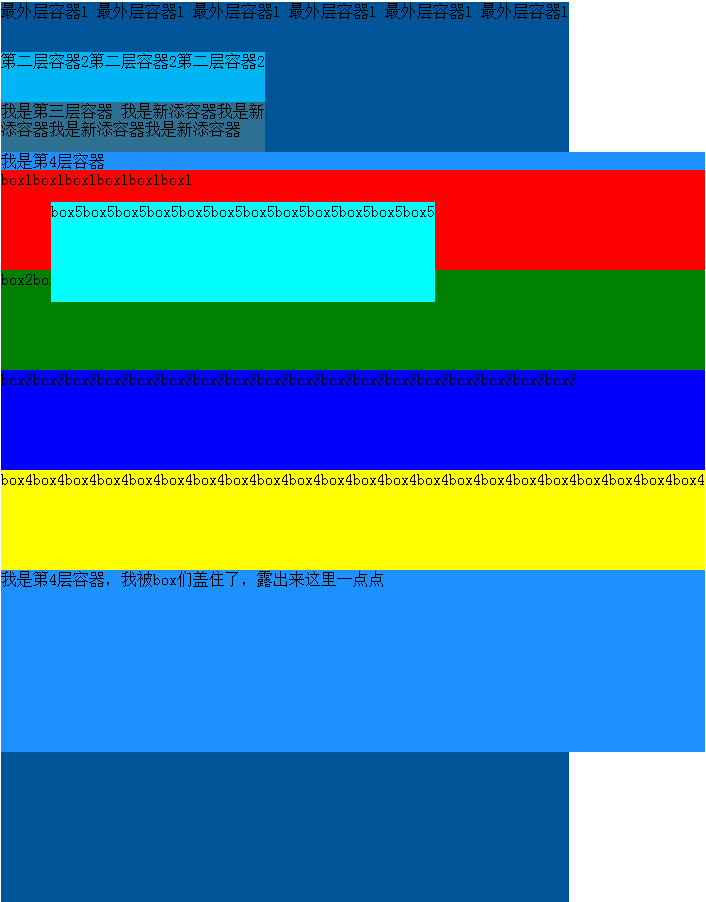 最外层容器1 最外层容器1 最外层容器1 最外层容器1 最外层容器1 最外层容器1
第二层容器2第二层容器2第二层容器2
我是第三层容器 我是新添容器我是新
添容器我是新添容器我是新添容器
我是第4层容器
box1box1box1box1box1box1
box5box5box5box5box5box5box5box5box5box5box5box5
box2bo
box3box3box3box3box3box3box3box3box3box3box3box3box3box3box3box3box3box3
box4box4box4box4box4box4box4box4box4box4box4box4box4box4box4box4box4box4box4box4box4box4
我是第4层容器，我被box们盖住了，露出来这里一点点